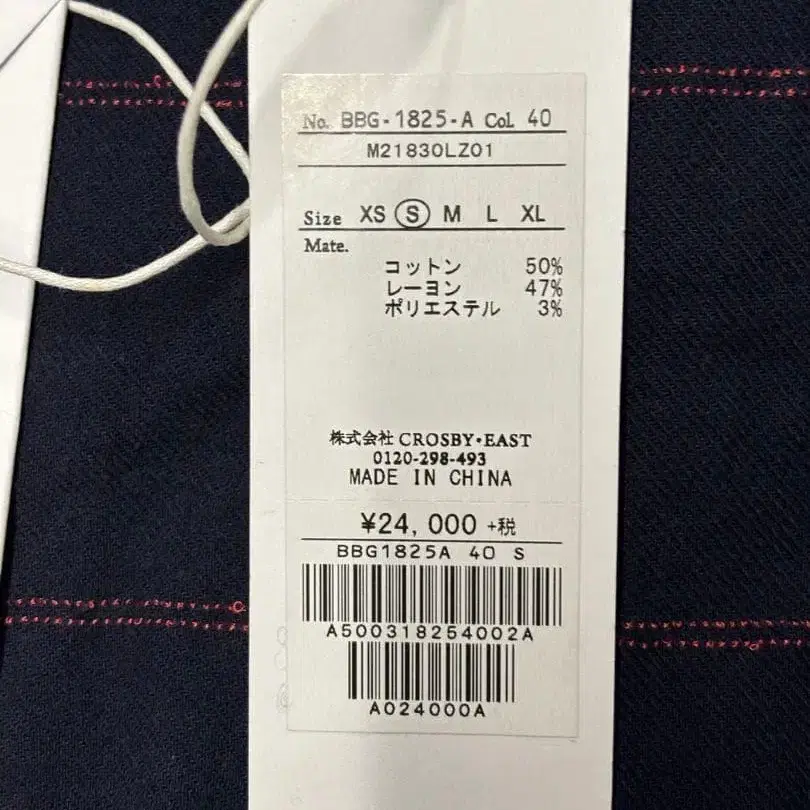 No. BBG-1825-A Col. 40
M21830LZ01
Size XS S M L XL
Mate.
コットン 50%
レーヨン 47%
ポリエステル 3%
株式会社 CROSBY・EAST
0120-298-493
MADE IN CHINA
¥24,000 +税
BBG1825A 40 S
A500318254002A
A024000A